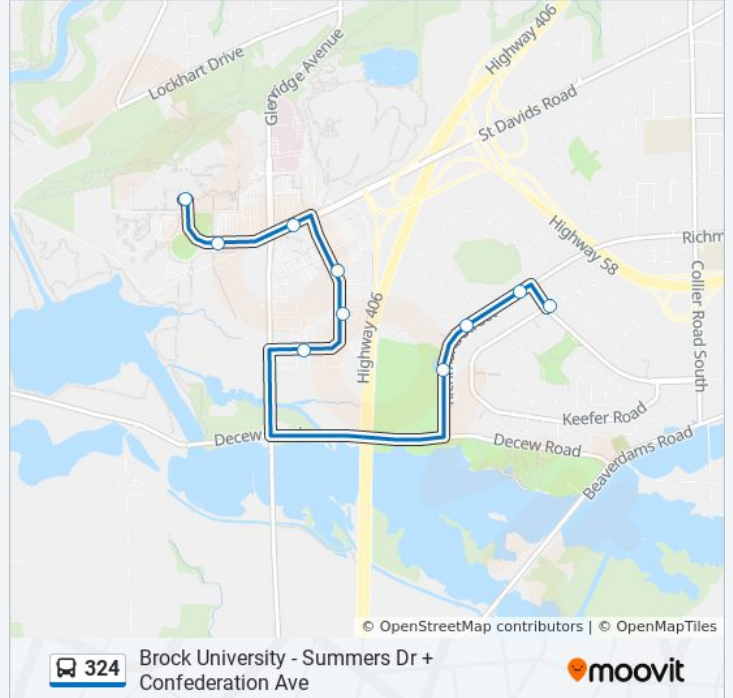 Lockhart Drive
Glenridge Avenue
Highway 406
St Davids Road
Highway 58
Richm
Collier Road South
Highway 406
Keefer Road
Decew
Decew Road
Beaverdams Road
© OpenStreetMap contributors | © OpenMapTiles
324
Brock University - Summers Dr +
Confederation Ave
moovit